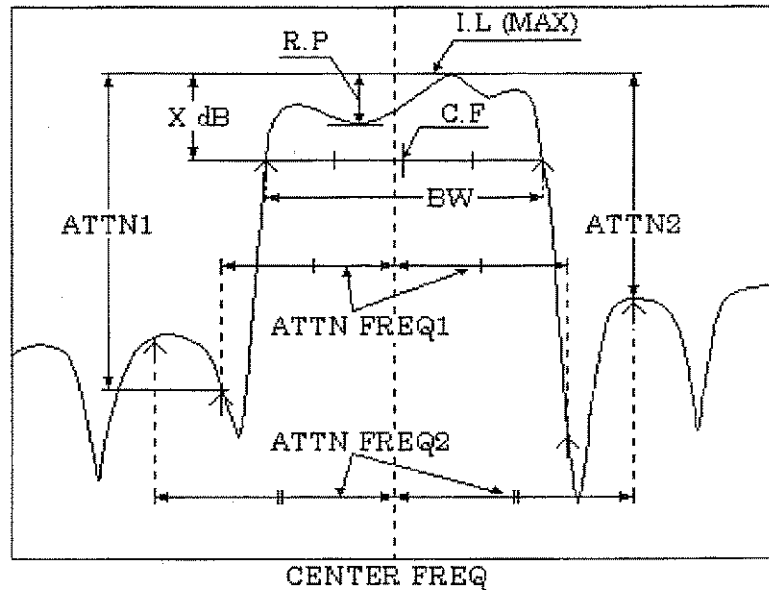 I.L (MAX)
R.P
X dB
C.F
BW
ATTN1
ATTN2
ATTN FREQ1
ATTN FREQ2
CENTER FREQ